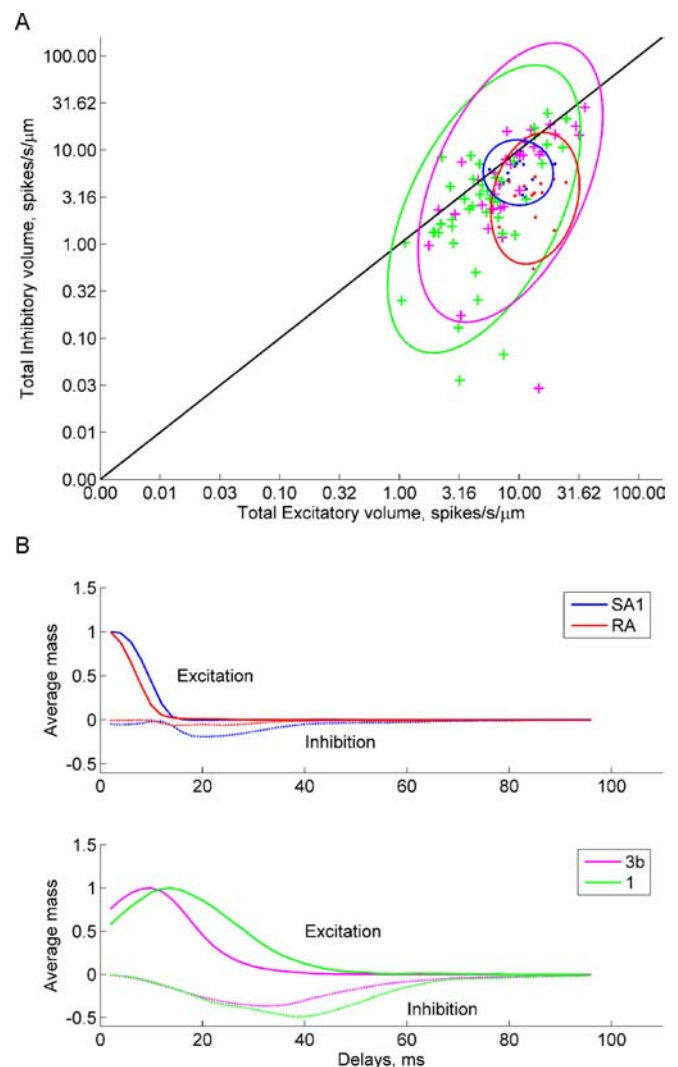 A
Total Inhibitory volume, spikes/s/µm
100.00
31.62
10.00
3.16
1.00
0.32
0.10
0.03
0.01
0.00
0.00 0.01 0.03 0.10 0.32 1.00 3.16 10.00 31.62 100.00
Total Excitatory volume, spikes/s/µm
B
Average mass
1.5
1
0.5
0
-0.5
SA1
RA
Excitation
Inhibition
0 20 40 60 80 100
Average mass
1.5
1
0.5
0
-0.5
3b
1
Excitation
Inhibition
0 20 40 60 80 100
Delays, ms